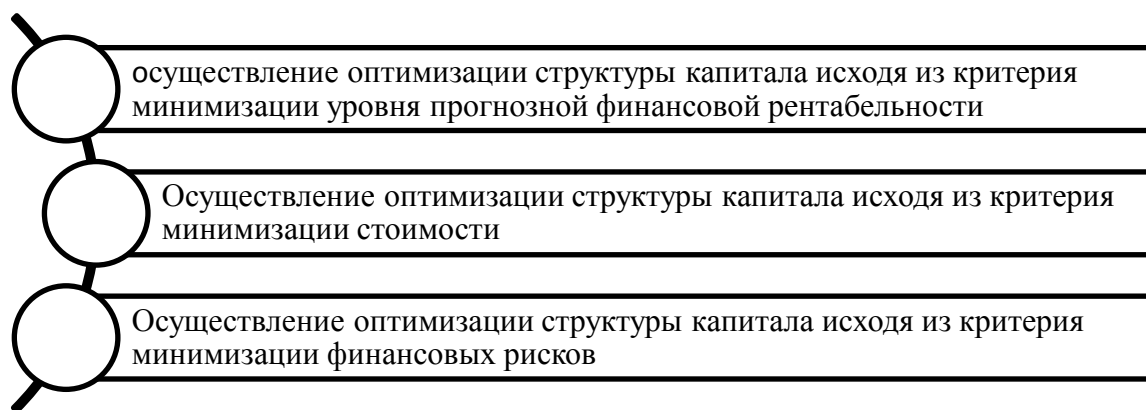 осуществление оптимизации структуры капитала исходя из критерия
минимизации уровня прогнозной финансовой рентабельности
Осуществление оптимизации структуры капитала исходя из критерия
минимизации стоимости
Осуществление оптимизации структуры капитала исходя из критерия
минимизации финансовых рисков